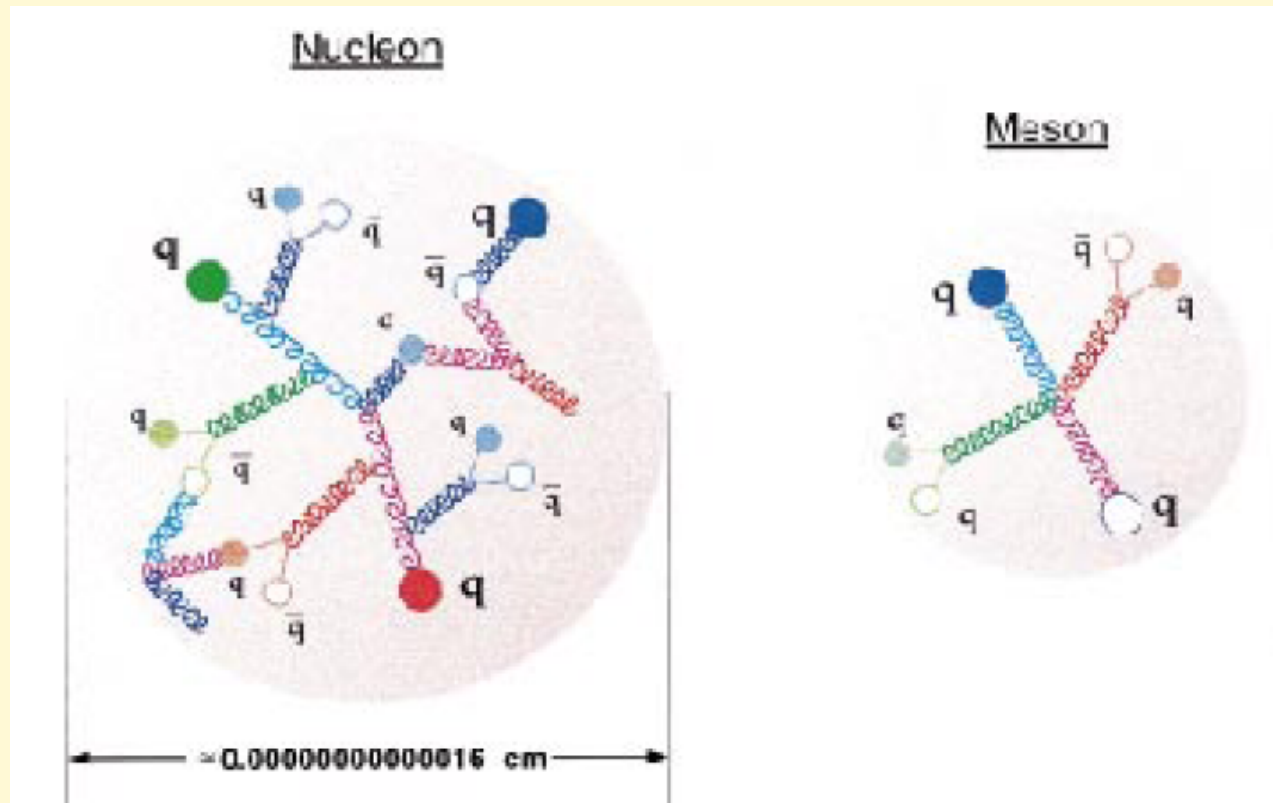 Nucleon
Meson
q
q̄
q
q
q̄
q
q̄
q
q̄
q
q̄
q
q̄
q
q
q
q̄
≈0.00000000000016 cm